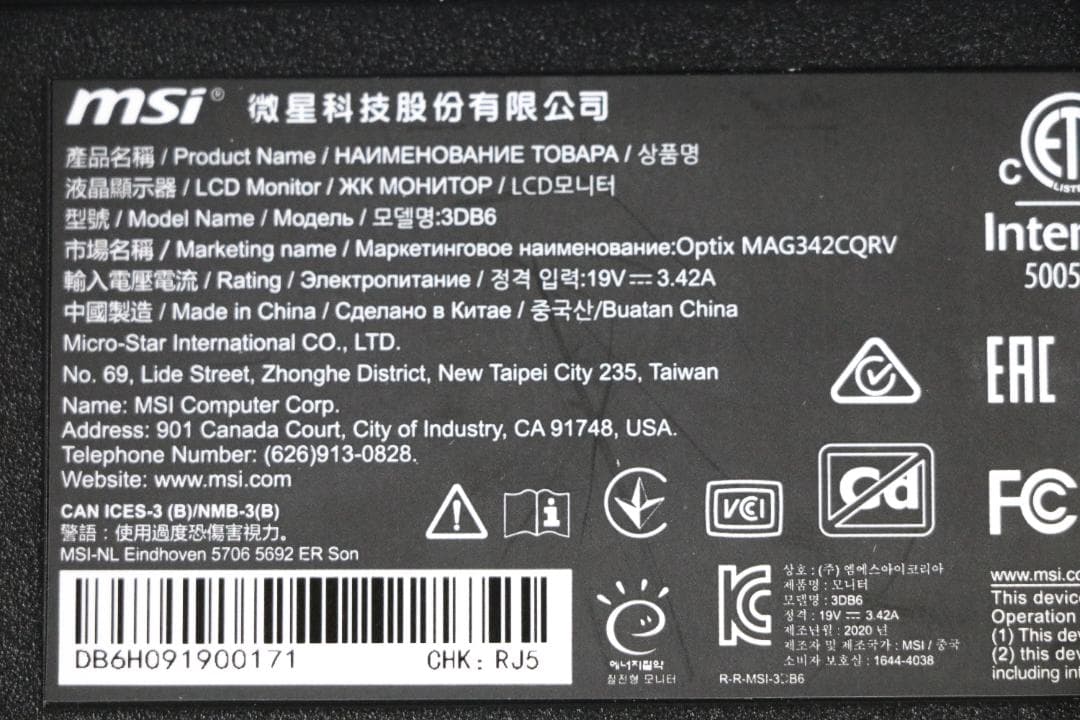 msi® 微星科技股份有限公司
產品名稱 / Product Name / НАИМЕНОВАНИЕ ТОВАРА / 상품명
液晶顯示器 / LCD Monitor / ЖК МОНИТОР / LCD모니터
型號 / Model Name / Модель / 모델명:3DB6
市場名稱 / Marketing name / Маркетинговое наименование:Optix MAG342CQRV
輸入電壓電流 / Rating / Электропитание / 정격 입력:19V⎓3.42A
中國製造 / Made in China / Сделано в Китае / 중국산/Buatan China
Micro-Star International CO., LTD.
No. 69, Lide Street, Zhonghe District, New Taipei City 235, Taiwan
Name: MSI Computer Corp.
Address: 901 Canada Court, City of Industry, CA 91748, USA.
Telephone Number: (626)913-0828.
Website: www.msi.com
CAN ICES-3 (B)/NMB-3(B)
警語：使用過度恐傷害視力。
MSI-NL Eindhoven 5706 5692 ER Son
DB6H091900171 CHK: RJ5
VCCI
Cd
에너지절약
절전형 모니터
상호 : (주) 엠에스아이코리아
제품명 : 모니터
모델명 : 3DB6
정격 : 19V ⎓ 3.42A
제조년월 : 2020 년
제조자 및 제조국가 : MSI / 중국
소비자 보호실 : 1644-4038
R-R-MSI-3DB6
C ETL
LISTE
Inter
5005
EAC
FC
www.msi.co
This device
Operation
(1) This dev
(2) this dev
including in